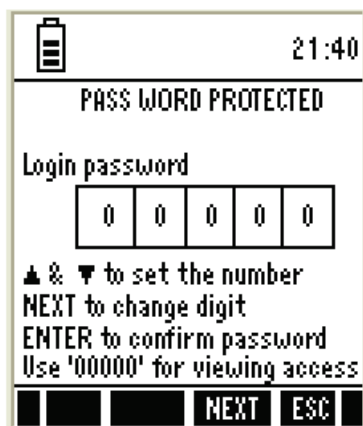 21:40
PASS WORD PROTECTED
Login password
0 0 0 0 0
▲ & ▼ to set the number
NEXT to change digit
ENTER to confirm password
Use '00000' for viewing access
NEXT ESC